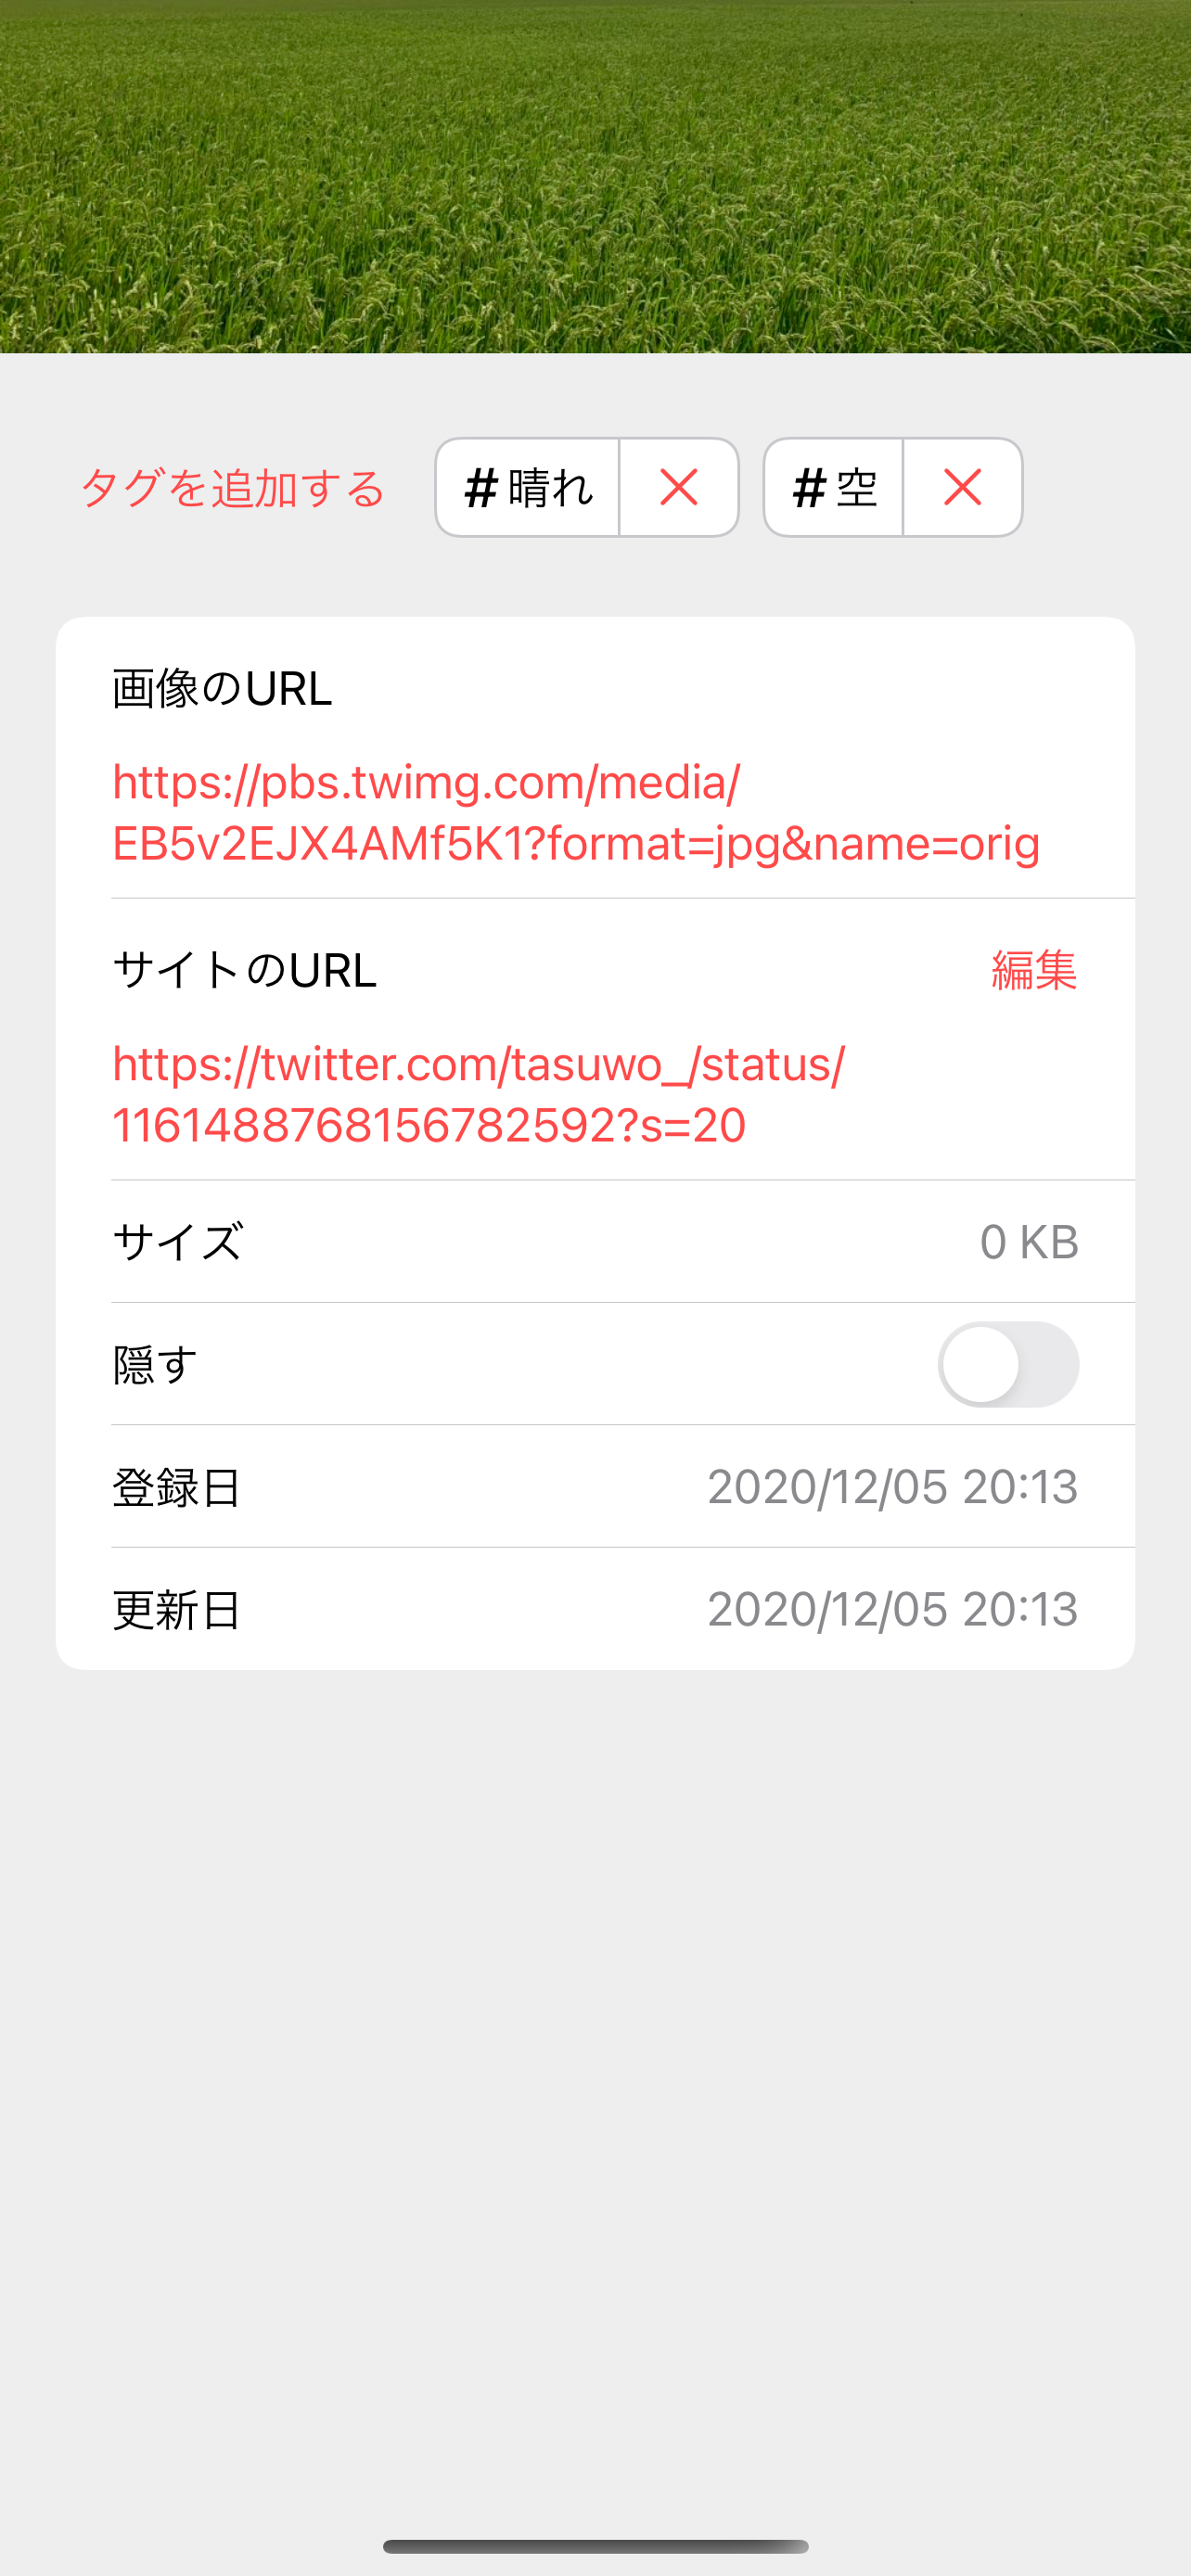 タグを追加する #晴れ × #空 ×
画像のURL
https://pbs.twimg.com/media/
EB5v2EJX4AMf5K1?format=jpg&name=orig
サイトのURL 編集
https://twitter.com/tasuwo_/status/
1161488768156782592?s=20
サイズ 0 KB
隠す
登録日 2020/12/05 20:13
更新日 2020/12/05 20:13